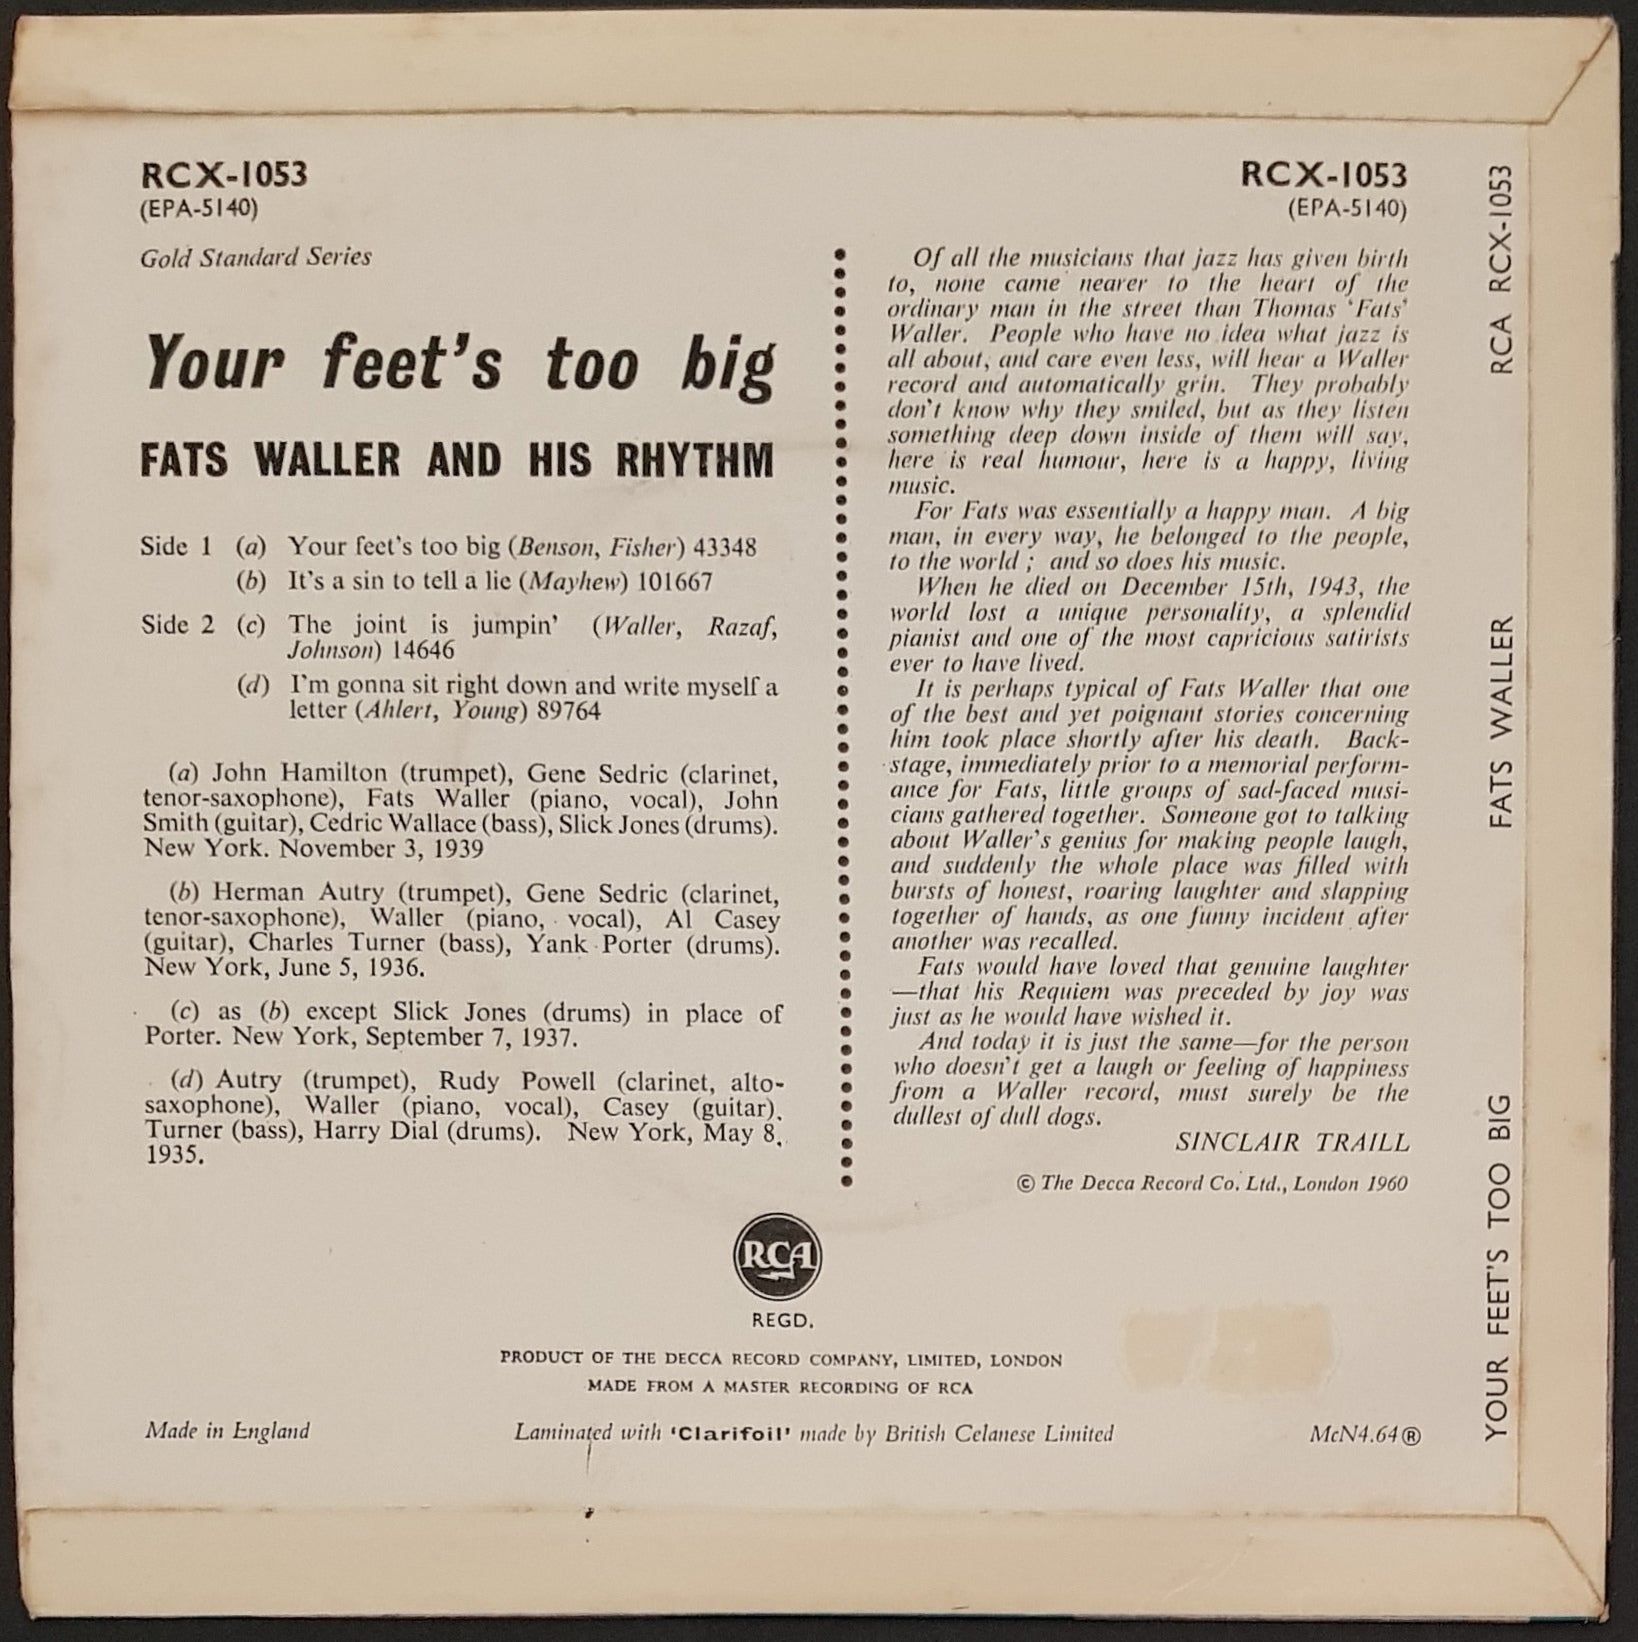 RCX-1053
(EPA-5140)
Gold Standard Series
Your feet's too big
FATS WALLER AND HIS RHYTHM
Side 1 (a) Your feet's too big (Benson, Fisher) 43348
(b) It's a sin to tell a lie (Mayhew) 101667
Side 2 (c) The joint is jumpin' (Waller, Razaf,
Johnson) 14646
(d) I'm gonna sit right down and write myself a
letter (Ahlert, Young) 89764
(a) John Hamilton (trumpet), Gene Sedric (clarinet,
tenor-saxophone), Fats Waller (piano, vocal), John
Smith (guitar), Cedric Wallace (bass), Slick Jones (drums).
New York. November 3, 1939
(b) Herman Autry (trumpet), Gene Sedric (clarinet,
tenor-saxophone), Waller (piano, vocal), Al Casey
(guitar), Charles Turner (bass), Yank Porter (drums).
New York, June 5, 1936.
(c) as (b) except Slick Jones (drums) in place of
Porter. New York, September 7, 1937.
(d) Autry (trumpet), Rudy Powell (clarinet, alto-
saxophone), Waller (piano, vocal), Casey (guitar),
Turner (bass), Harry Dial (drums). New York, May 8,
1935.
RCX-1053
(EPA-5140)
Of all the musicians that jazz has given birth
to, none came nearer to the heart of the
ordinary man in the street than Thomas 'Fats'
Waller. People who have no idea what jazz is
all about, and care even less, will hear a Waller
record and automatically grin. They probably
don't know why they smiled, but as they listen
something deep down inside of them will say,
here is real humour, here is a happy, living
music.
For Fats was essentially a happy man. A big
man, in every way, he belonged to the people,
to the world ; and so does his music.
When he died on December 15th, 1943, the
world lost a unique personality, a splendid
pianist and one of the most capricious satirists
ever to have lived.
It is perhaps typical of Fats Waller that one
of the best and yet poignant stories concerning
him took place shortly after his death. Back-
stage, immediately prior to a memorial perform-
ance for Fats, little groups of sad-faced musi-
cians gathered together. Someone got to talking
about Waller's genius for making people laugh,
and suddenly the whole place was filled with
bursts of honest, roaring laughter and slapping
together of hands, as one funny incident after
another was recalled.
Fats would have loved that genuine laughter
—that his Requiem was preceded by joy was
just as he would have wished it.
And today it is just the same—for the person
who doesn't get a laugh or feeling of happiness
from a Waller record, must surely be the
dullest of dull dogs.
SINCLAIR TRAILL
© The Decca Record Co. Ltd., London 1960
RCA
REGD.
PRODUCT OF THE DECCA RECORD COMPANY, LIMITED, LONDON
MADE FROM A MASTER RECORDING OF RCA
Made in England
Laminated with 'Clarifoil' made by British Celanese Limited
McN4.64 ®
YOUR FEET'S TOO BIG FATS WALLER RCA RCX-1053